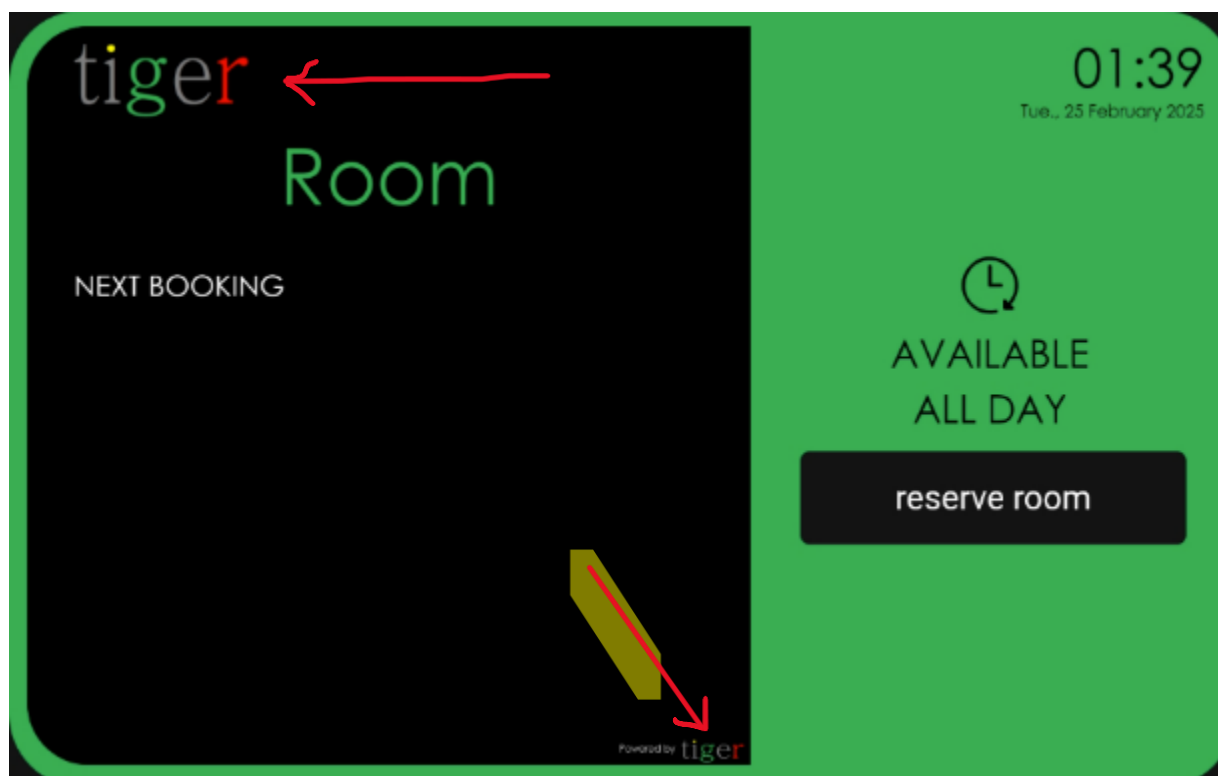 tiger
01:39
Tue., 25 February 2025
Room
NEXT BOOKING
AVAILABLE
ALL DAY
reserve room
Powered by tiger